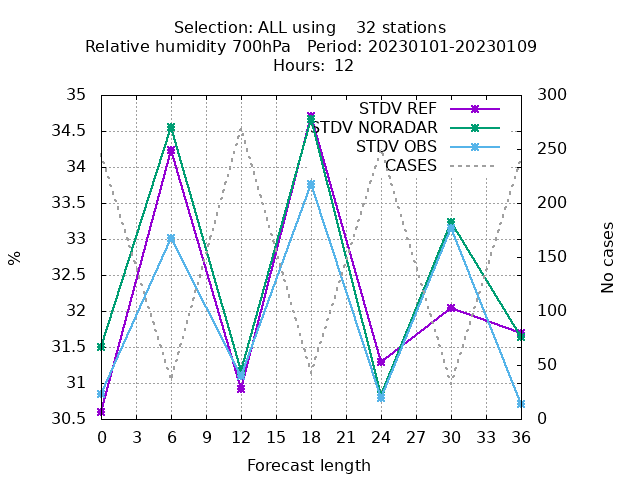 Selection: ALL using    32 stations
Relative humidity 700hPa   Period: 20230101-20230109
Hours:  12
STDV REF
STDV NORADAR
STDV OBS
CASES
35
34.5
34
33.5
33
32.5
32
31.5
31
30.5
%
300
250
200
150
100
50
0
No cases
0 3 6 9 12 15 18 21 24 27 30 33 36
Forecast length